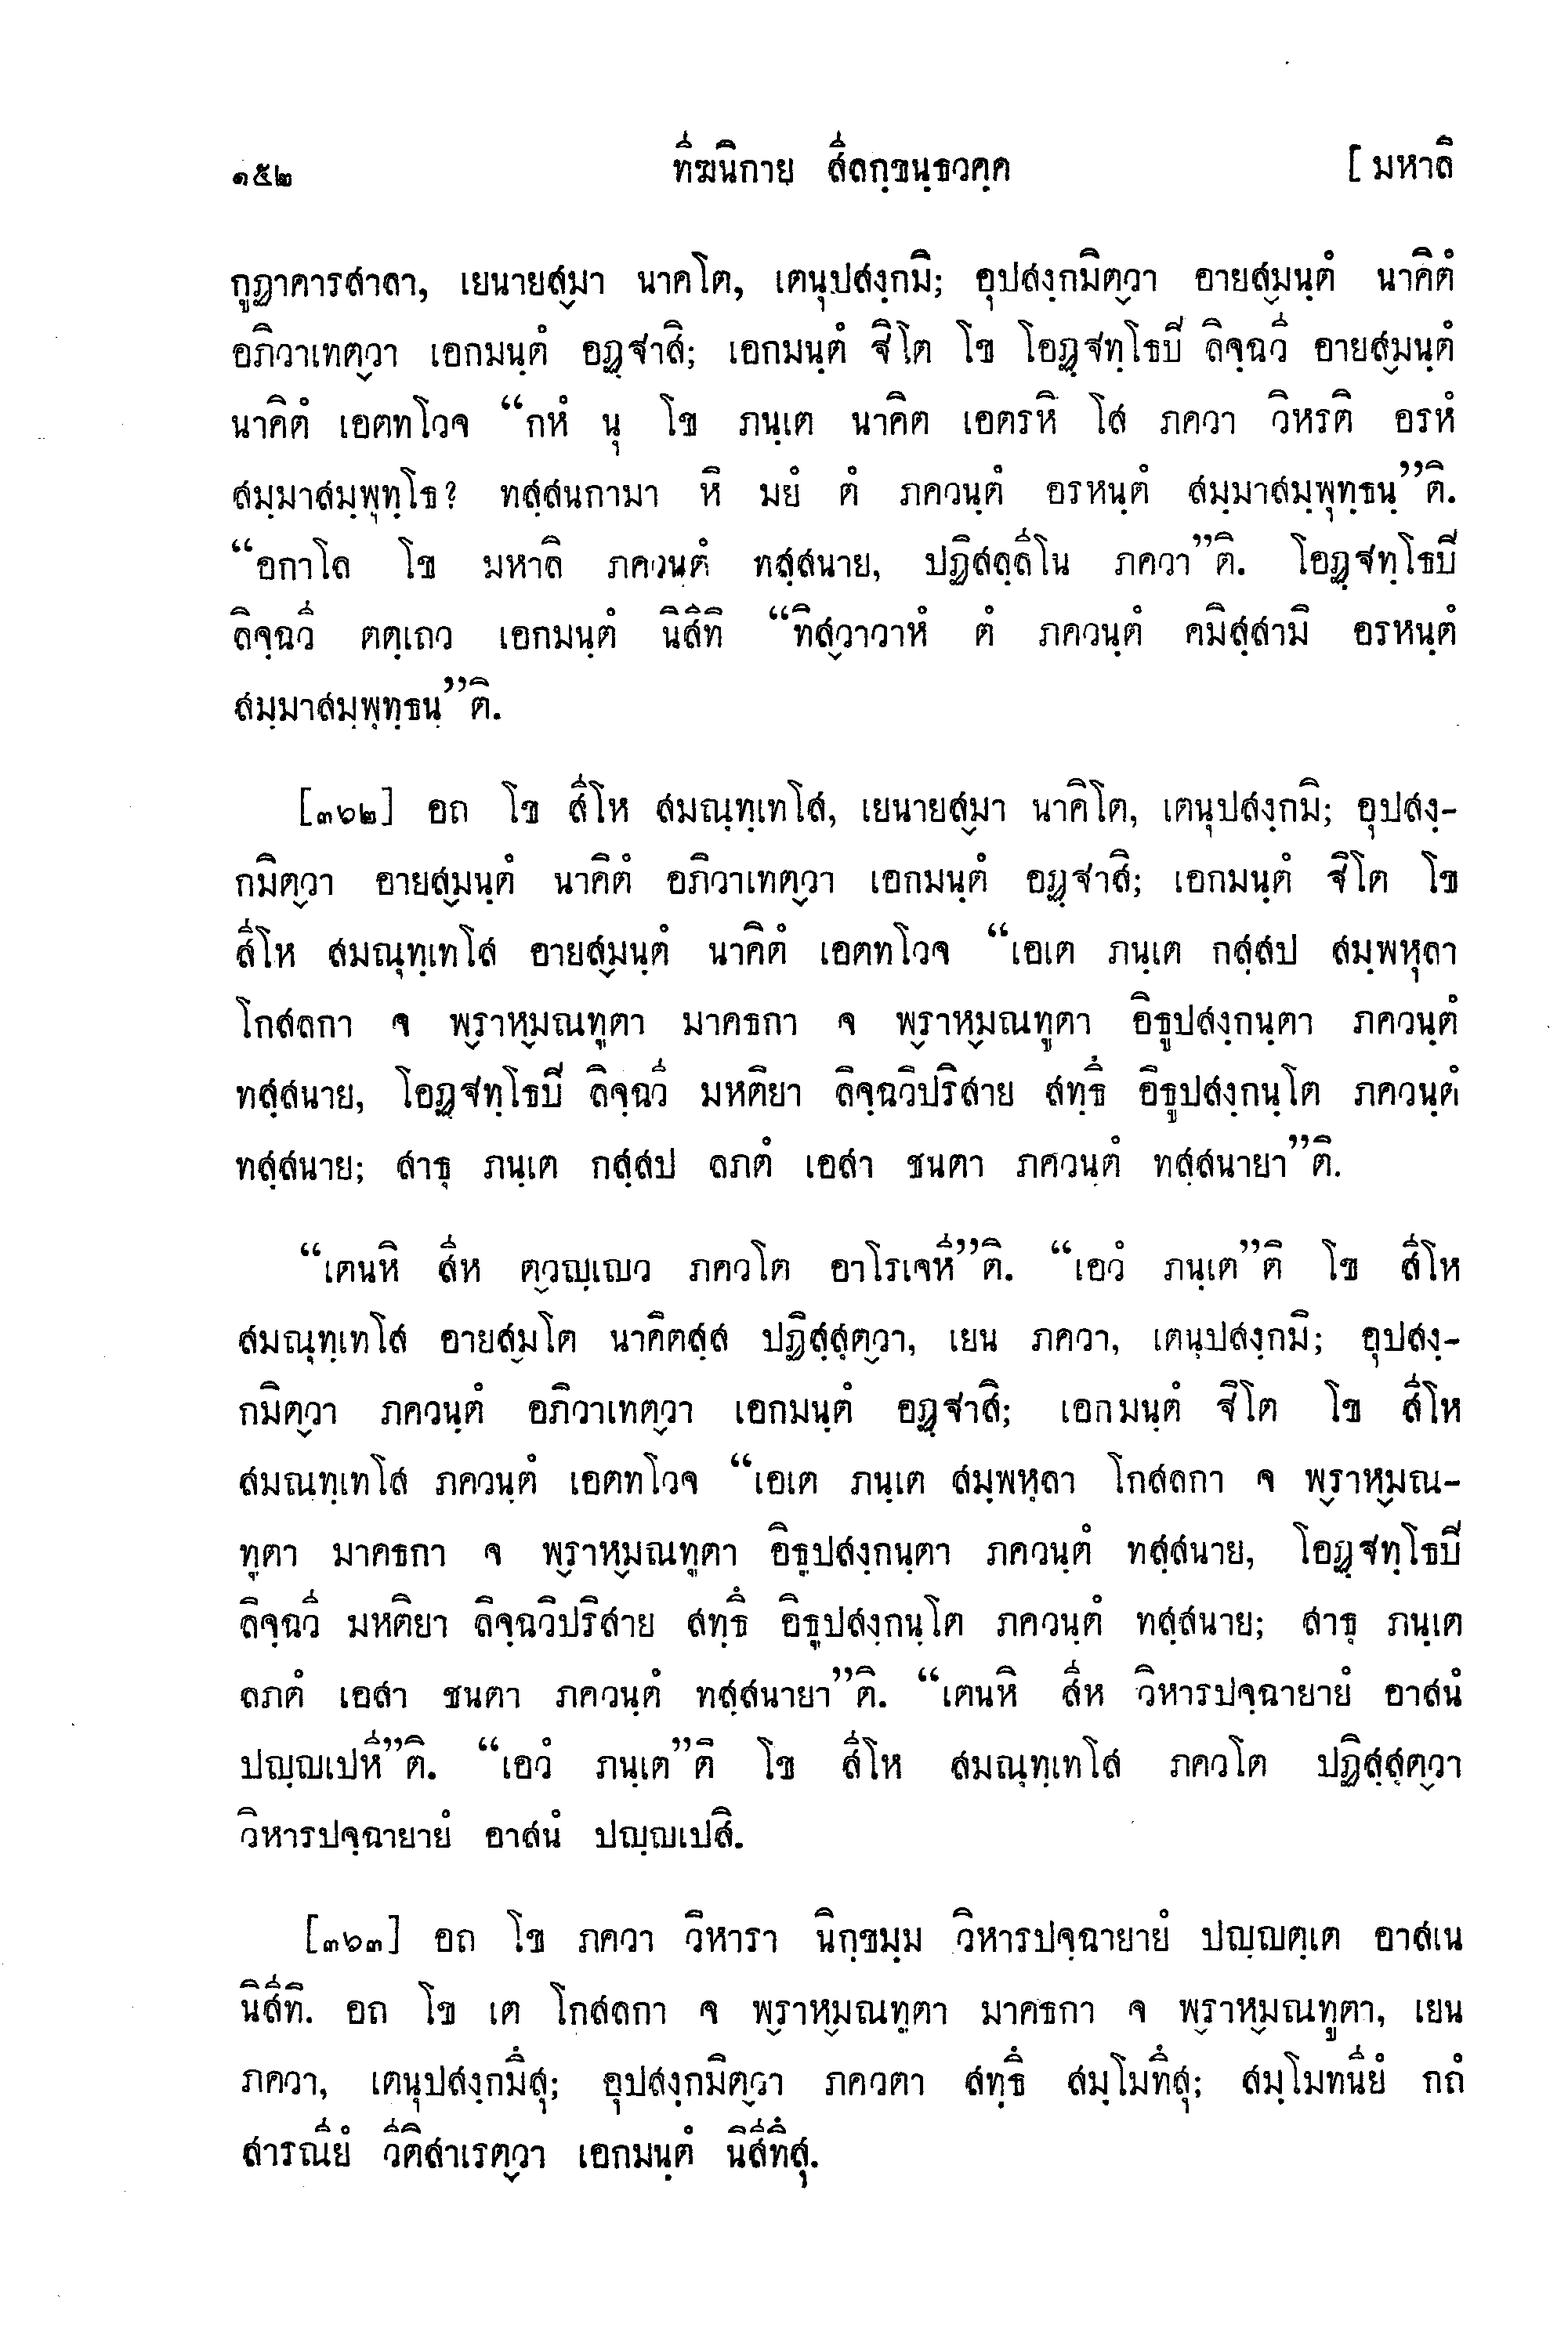 ๑๕๒ ทีฆนิกาย สีลกฺขนฺธวคฺค [ มหาลิ
กูฏาคารสาลา, เยนายสฺมา นาคโต, เตนุปสงฺกมิ; อุปสงฺกมิตฺวา อายสฺมนฺตํ นาคิตํ
อภิวาเทตฺวา เอกมนฺตํ อฏฺฐาสิ; เอกมนฺตํ ฐิโต โข โอฏฺฐทฺโธปี ลิจฺฉวี อายสฺมนฺตํ
นาคิตํ เอตทโวจ “กหํ นุ โข ภนฺเต นาคิต เอตรหิ โส ภควา วิหรติ อรหํ
สมฺมาสมฺพุทฺโธ? ทสฺสนกามา หิ มยํ ตํ ภควนฺตํ อรหนฺตํ สมฺมาสมฺพุทฺธนฺ”ติ.
“อกาโล โข มหาลิ ภควนฺตํ ทสฺสนาย, ปฏิสลฺลีโน ภควา”ติ. โอฏฺฐทฺโธปี
ลิจฺฉวี ตตฺเถว เอกมนฺตํ นิสีทิ “ทิสฺวาวาหํ ตํ ภควนฺตํ คมิสฺสามิ อรหนฺตํ
สมฺมาสมฺพุทฺธนฺ”ติ.
[๓๖๒] อถ โข สีโห สมณุทฺเทโส, เยนายสฺมา นาคิโต, เตนุปสงฺกมิ; อุปสงฺ-
กมิตฺวา อายสฺมนฺตํ นาคิตํ อภิวาเทตฺวา เอกมนฺตํ อฏฺฐาสิ; เอกมนฺตํ ฐิโต โข
สีโห สมณุทฺเทโส อายสฺมนฺตํ นาคิตํ เอตทโวจ “เอเต ภนฺเต กสฺสป สมฺพหุลา
โกสลกา จ พฺราหฺมณทูตา มาคธกา จ พฺราหฺมณทูตา อิธูปสงฺกนฺตา ภควนฺตํ
ทสฺสนาย, โอฏฺฐทฺโธปี ลิจฺฉวี มหติยา ลิจฺฉวิปริสาย สทฺธึ อิธูปสงฺกนฺโต ภควนฺตํ
ทสฺสนาย; สาธุ ภนฺเต กสฺสป ลภตํ เอสา ชนตา ภควนฺตํ ทสฺสนายา”ติ.
“เตนหิ สีห ตฺวญฺเญว ภควโต อาโรเจหี”ติ. “เอวํ ภนฺเต”ติ โข สีโห
สมณุทฺเทโส อายสฺมโต นาคิตสฺส ปฏิสฺสุตฺวา, เยน ภควา, เตนุปสงฺกมิ; อุปสงฺ-
กมิตฺวา ภควนฺตํ อภิวาเทตฺวา เอกมนฺตํ อฏฺฐาสิ; เอกมนฺตํ ฐิโต โข สีโห
สมณุทฺเทโส ภควนฺตํ เอตทโวจ “เอเต ภนฺเต สมฺพหุลา โกสลกา จ พฺราหฺมณ-
ทูตา มาคธกา จ พฺราหฺมณทูตา อิธูปสงฺกนฺตา ภควนฺตํ ทสฺสนาย, โอฏฺฐทฺโธปี
ลิจฺฉวี มหติยา ลิจฺฉวิปริสาย สทฺธึ อิธูปสงฺกนฺโต ภควนฺตํ ทสฺสนาย; สาธุ ภนฺเต
ลภตํ เอสา ชนตา ภควนฺตํ ทสฺสนายา”ติ. “เตนหิ สีห วิหารปจฺฉายายํ อาสนํ
ปญฺญเปหี”ติ. “เอวํ ภนฺเต”ติ โข สีโห สมณุทฺเทโส ภควโต ปฏิสฺสุตฺวา
วิหารปจฺฉายายํ อาสนํ ปญฺญเปสิ.
[๓๖๓] อถ โข ภควา วิหารา นิกฺขมฺม วิหารปจฺฉายายํ ปญฺญตฺเต อาสเน
นิสีทิ. อถ โข เต โกสลกา จ พฺราหฺมณทูตา มาคธกา จ พฺราหฺมณทูตา, เยน
ภควา, เตนุปสงฺกมึสุ; อุปสงฺกมิตฺวา ภควตา สทฺธึ สมฺโมทึสุ; สมฺโมทนียํ กถํ
สารณียํ วีติสาเรตฺวา เอกมนฺตํ นิสีทึสุ.